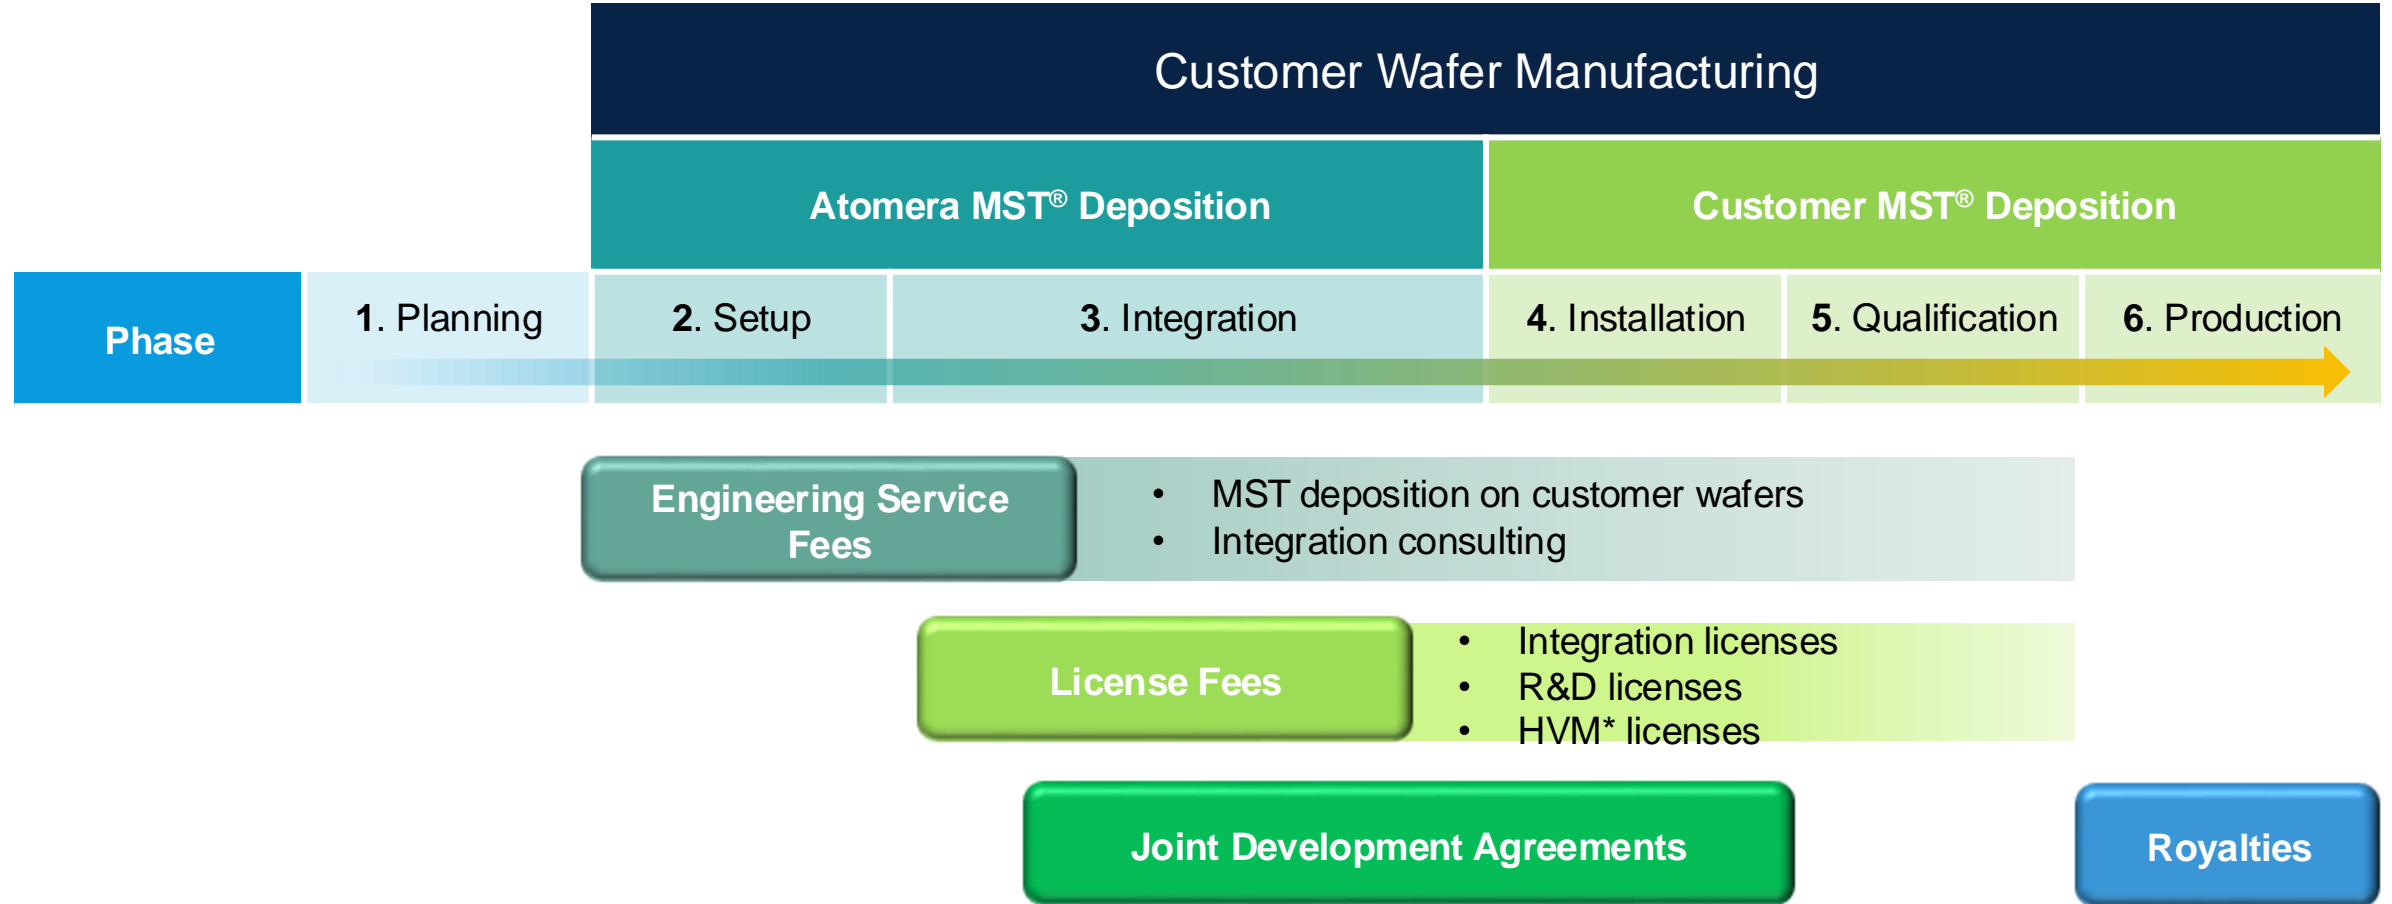 Customer Wafer Manufacturing
Atomera MST® Deposition
Customer MST® Deposition
Phase
1. Planning
2. Setup
3. Integration
4. Installation
5. Qualification
6. Production
Engineering Service
Fees
• MST deposition on customer wafers
• Integration consulting
License Fees
• Integration licenses
• R&D licenses
• HVM* licenses
Joint Development Agreements
Royalties